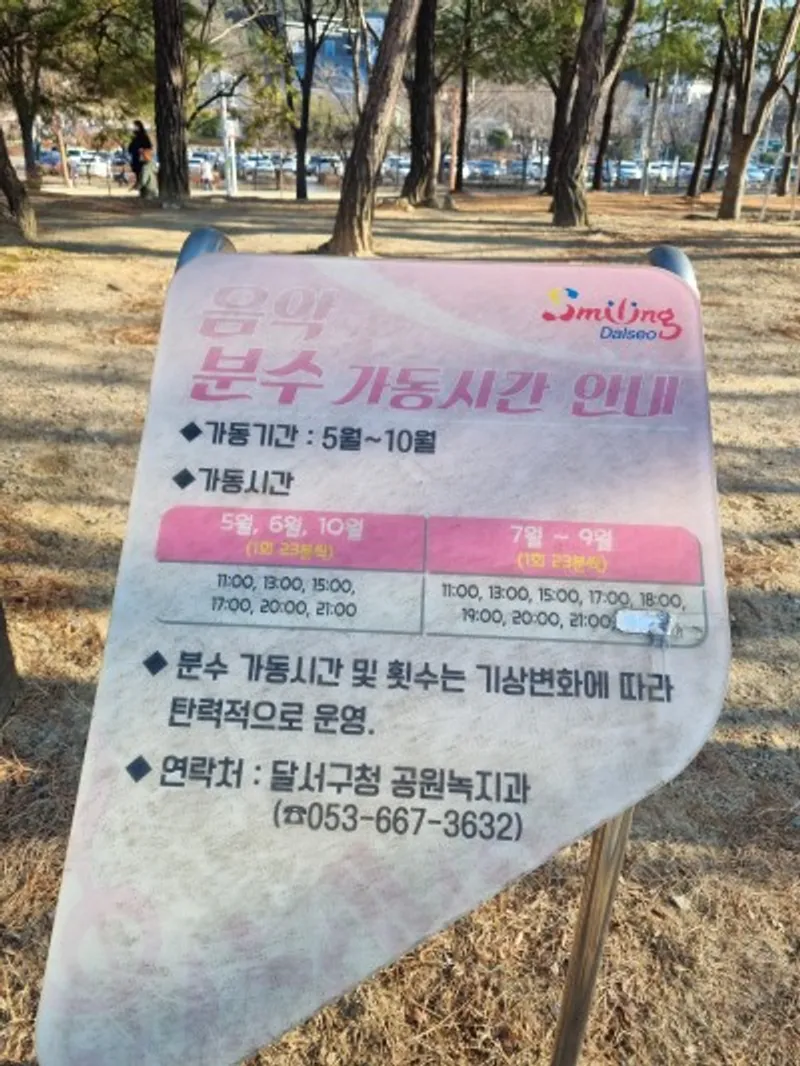 음악
Smiling
Dalseo
분수 가동시간 안내
◆가동기간 : 5월~10월
◆가동시간
5월, 6월, 10월
(1회 23분씩)
11:00, 13:00, 15:00,
17:00, 20:00, 21:00
7월 ~ 9월
(1회 23분씩)
11:00, 13:00, 15:00, 17:00, 18:00,
19:00, 20:00, 21:00
◆ 분수 가동시간 및 횟수는 기상변화에 따라
탄력적으로 운영.
◆ 연락처 : 달서구청 공원녹지과
(☎053-667-3632)